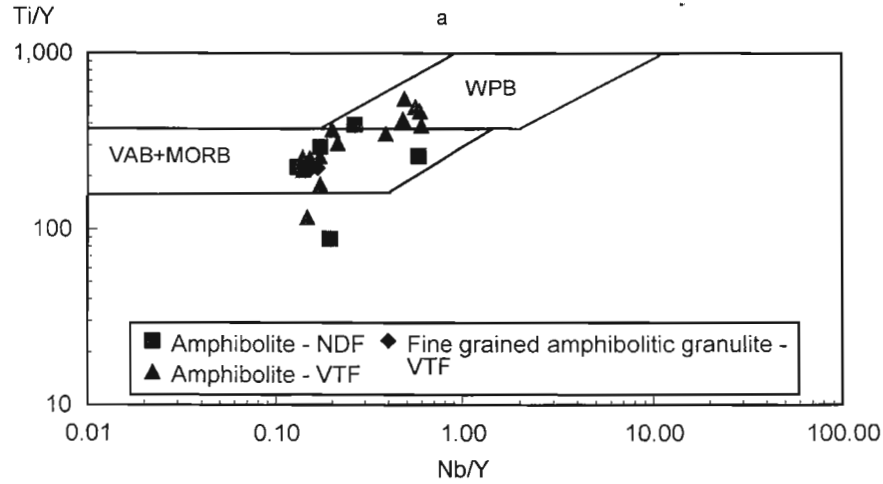 Ti/Y
a
1,000
WPB
VAB+MORB
100
Amphibolite - NDF
Fine grained amphibolitic granulite -
VTF
Amphibolite - VTF
10
0.01
0.10
1.00
10.00
100.00
Nb/Y